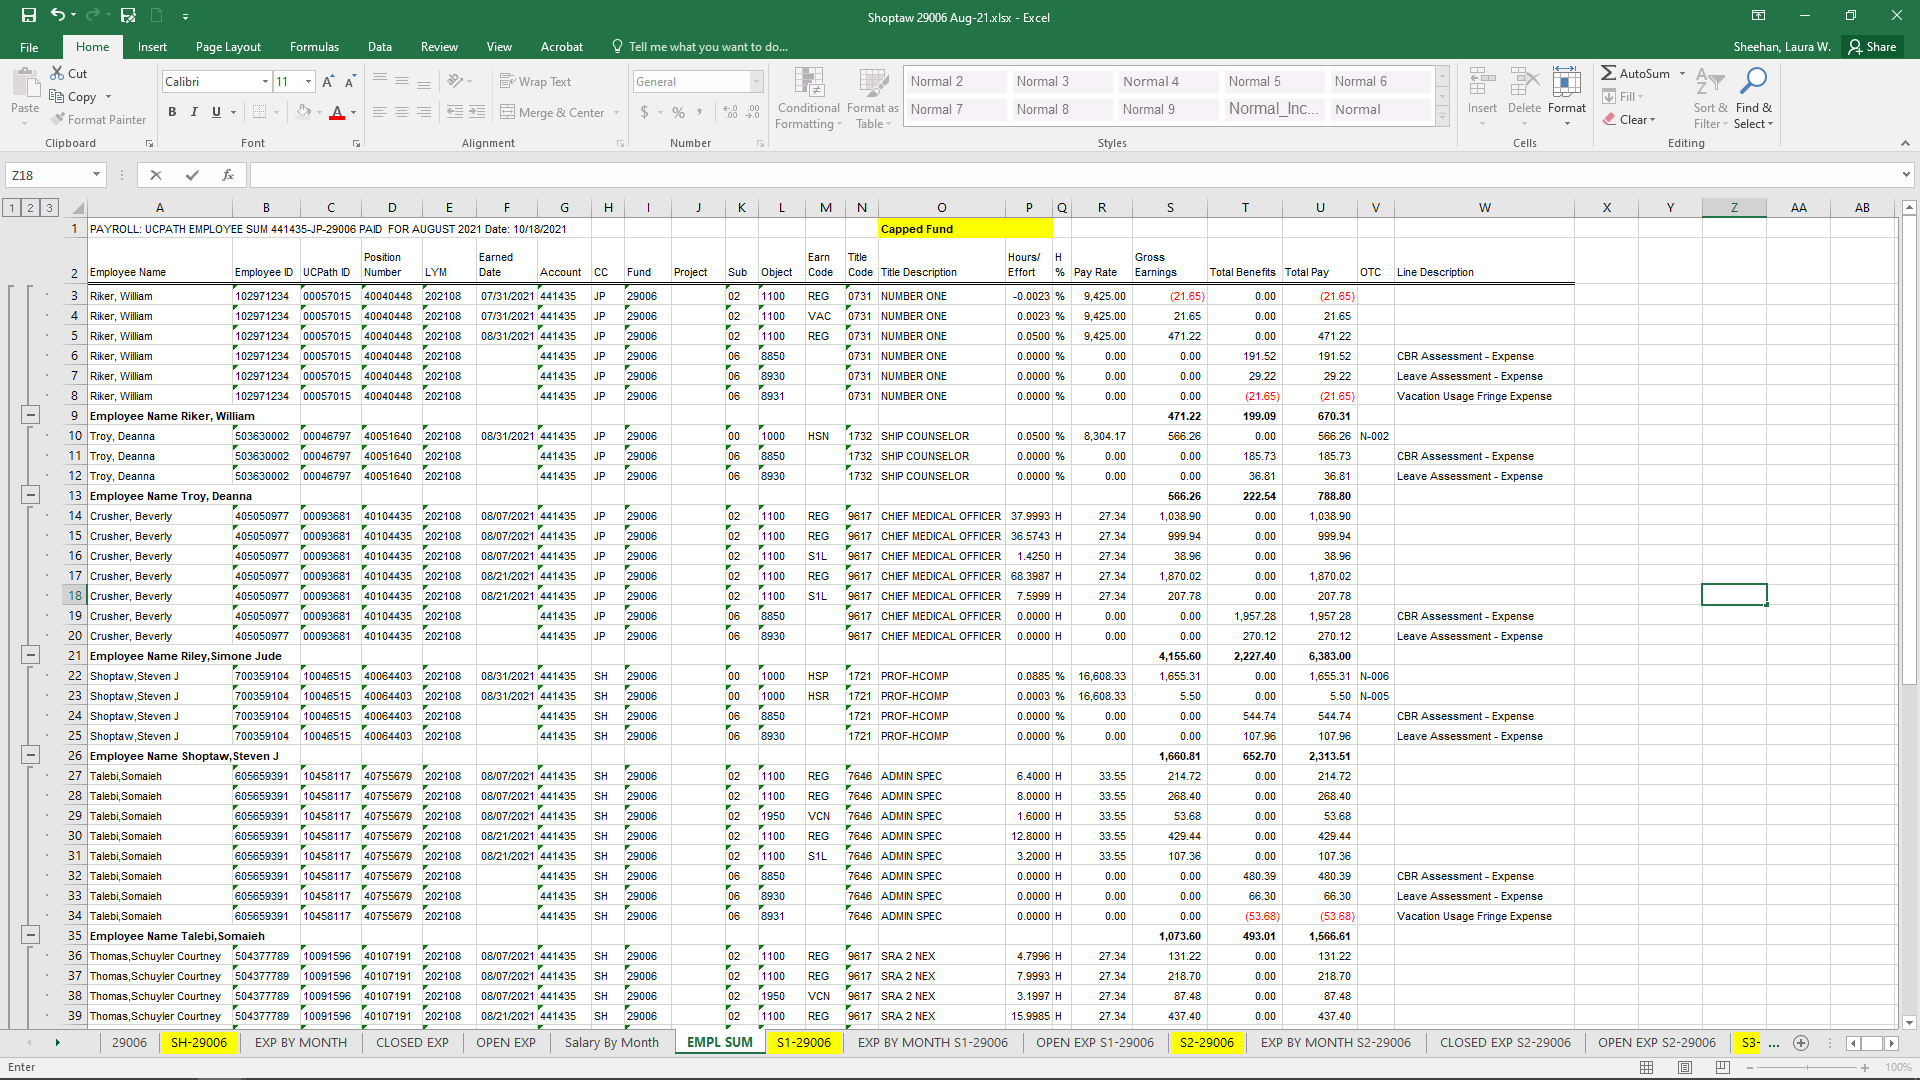 Shoptaw 29006 Aug-21.xlsx - Excel
File Home Insert Page Layout Formulas Data Review View Acrobat Tell me what you want to do... Sheehan, Laura W. Share
Paste Cut Copy Format Painter Clipboard
Calibri 11 B I U A Font
Wrap Text Merge & Center Alignment
General $ % , Number
Conditional Formatting Format as Table
Normal 2 Normal 3 Normal 4 Normal 5 Normal 6
Normal 7 Normal 8 Normal 9 Normal_Inc... Normal
Styles
Insert Delete Format Cells
AutoSum Fill Clear Sort & Filter Find & Select Editing
Z18 fx
1 2 3 A B C D E F G H I J K L M N O P Q R S T U V W X Y Z AA AB
1 PAYROLL: UCPATH EMPLOYEE SUM 441435-JP-29006 PAID FOR AUGUST 2021 Date: 10/18/2021 Capped Fund
2 Employee Name Employee ID UCPath ID Position Number LYM Earned Date Account CC Fund Project Sub Object Earn Code Title Code Title Description Hours/ Effort H % Pay Rate Gross Earnings Total Benefits Total Pay OTC Line Description
3 Riker, William 102971234 00057015 40040448 202108 07/31/2021 441435 JP 29006 02 1100 REG 0731 NUMBER ONE -0.0023 % 9,425.00 (21.65) 0.00 (21.65)
4 Riker, William 102971234 00057015 40040448 202108 07/31/2021 441435 JP 29006 02 1100 VAC 0731 NUMBER ONE 0.0023 % 9,425.00 21.65 0.00 21.65
5 Riker, William 102971234 00057015 40040448 202108 08/31/2021 441435 JP 29006 02 1100 REG 0731 NUMBER ONE 0.0500 % 9,425.00 471.22 0.00 471.22
6 Riker, William 102971234 00057015 40040448 202108 441435 JP 29006 06 8850 0731 NUMBER ONE 0.0000 % 0.00 0.00 191.52 191.52 CBR Assessment - Expense
7 Riker, William 102971234 00057015 40040448 202108 441435 JP 29006 06 8930 0731 NUMBER ONE 0.0000 % 0.00 0.00 29.22 29.22 Leave Assessment - Expense
8 Riker, William 102971234 00057015 40040448 202108 441435 JP 29006 06 8931 0731 NUMBER ONE 0.0000 % 0.00 0.00 (21.65) (21.65) Vacation Usage Fringe Expense
9 Employee Name Riker, William 471.22 199.09 670.31
10 Troy, Deanna 503630002 00046797 40051640 202108 08/31/2021 441435 JP 29006 00 1000 HSN 1732 SHIP COUNSELOR 0.0500 % 8,304.17 566.26 0.00 566.26 N-002
11 Troy, Deanna 503630002 00046797 40051640 202108 441435 JP 29006 06 8850 1732 SHIP COUNSELOR 0.0000 % 0.00 0.00 185.73 185.73 CBR Assessment - Expense
12 Troy, Deanna 503630002 00046797 40051640 202108 441435 JP 29006 06 8930 1732 SHIP COUNSELOR 0.0000 % 0.00 0.00 36.81 36.81 Leave Assessment - Expense
13 Employee Name Troy, Deanna 566.26 222.54 788.80
14 Crusher, Beverly 405050977 00093681 40104435 202108 08/07/2021 441435 JP 29006 02 1100 REG 9617 CHIEF MEDICAL OFFICER 37.9993 H 27.34 1,038.90 0.00 1,038.90
15 Crusher, Beverly 405050977 00093681 40104435 202108 08/07/2021 441435 JP 29006 02 1100 REG 9617 CHIEF MEDICAL OFFICER 36.5743 H 27.34 999.94 0.00 999.94
16 Crusher, Beverly 405050977 00093681 40104435 202108 08/07/2021 441435 JP 29006 02 1100 S1L 9617 CHIEF MEDICAL OFFICER 1.4250 H 27.34 38.96 0.00 38.96
17 Crusher, Beverly 405050977 00093681 40104435 202108 08/21/2021 441435 JP 29006 02 1100 REG 9617 CHIEF MEDICAL OFFICER 68.3987 H 27.34 1,870.02 0.00 1,870.02
18 Crusher, Beverly 405050977 00093681 40104435 202108 08/21/2021 441435 JP 29006 02 1100 S1L 9617 CHIEF MEDICAL OFFICER 7.5999 H 27.34 207.78 0.00 207.78
19 Crusher, Beverly 405050977 00093681 40104435 202108 441435 JP 29006 06 8850 9617 CHIEF MEDICAL OFFICER 0.0000 H 0.00 0.00 1,957.28 1,957.28 CBR Assessment - Expense
20 Crusher, Beverly 405050977 00093681 40104435 202108 441435 JP 29006 06 8930 9617 CHIEF MEDICAL OFFICER 0.0000 H 0.00 0.00 270.12 270.12 Leave Assessment - Expense
21 Employee Name Riley,Simone Jude 4,155.60 2,227.40 6,383.00
22 Shoptaw,Steven J 700359104 10046515 40064403 202108 08/31/2021 441435 SH 29006 00 1000 HSP 1721 PROF-HCOMP 0.0885 % 16,608.33 1,655.31 0.00 1,655.31 N-006
23 Shoptaw,Steven J 700359104 10046515 40064403 202108 08/31/2021 441435 SH 29006 00 1000 HSR 1721 PROF-HCOMP 0.0003 % 16,608.33 5.50 0.00 5.50 N-005
24 Shoptaw,Steven J 700359104 10046515 40064403 202108 441435 SH 29006 06 8850 1721 PROF-HCOMP 0.0000 % 0.00 0.00 544.74 544.74 CBR Assessment - Expense
25 Shoptaw,Steven J 700359104 10046515 40064403 202108 441435 SH 29006 06 8930 1721 PROF-HCOMP 0.0000 % 0.00 0.00 107.96 107.96 Leave Assessment - Expense
26 Employee Name Shoptaw,Steven J 1,660.81 652.70 2,313.51
27 Talebi,Somaieh 605659391 10458117 40755679 202108 08/07/2021 441435 SH 29006 02 1100 REG 7646 ADMIN SPEC 6.4000 H 33.55 214.72 0.00 214.72
28 Talebi,Somaieh 605659391 10458117 40755679 202108 08/07/2021 441435 SH 29006 02 1100 REG 7646 ADMIN SPEC 8.0000 H 33.55 268.40 0.00 268.40
29 Talebi,Somaieh 605659391 10458117 40755679 202108 08/07/2021 441435 SH 29006 02 1950 VCN 7646 ADMIN SPEC 1.6000 H 33.55 53.68 0.00 53.68
30 Talebi,Somaieh 605659391 10458117 40755679 202108 08/21/2021 441435 SH 29006 02 1100 REG 7646 ADMIN SPEC 12.8000 H 33.55 429.44 0.00 429.44
31 Talebi,Somaieh 605659391 10458117 40755679 202108 08/21/2021 441435 SH 29006 02 1100 S1L 7646 ADMIN SPEC 3.2000 H 33.55 107.36 0.00 107.36
32 Talebi,Somaieh 605659391 10458117 40755679 202108 441435 SH 29006 06 8850 7646 ADMIN SPEC 0.0000 H 0.00 0.00 480.39 480.39 CBR Assessment - Expense
33 Talebi,Somaieh 605659391 10458117 40755679 202108 441435 SH 29006 06 8930 7646 ADMIN SPEC 0.0000 H 0.00 0.00 66.30 66.30 Leave Assessment - Expense
34 Talebi,Somaieh 605659391 10458117 40755679 202108 441435 SH 29006 06 8931 7646 ADMIN SPEC 0.0000 H 0.00 0.00 (53.68) (53.68) Vacation Usage Fringe Expense
35 Employee Name Talebi,Somaieh 1,073.60 493.01 1,566.61
36 Thomas,Schuyler Courtney 504377789 10091596 40107191 202108 08/07/2021 441435 SH 29006 02 1100 REG 9617 SRA 2 NEX 4.7996 H 27.34 131.22 0.00 131.22
37 Thomas,Schuyler Courtney 504377789 10091596 40107191 202108 08/07/2021 441435 SH 29006 02 1100 REG 9617 SRA 2 NEX 7.9993 H 27.34 218.70 0.00 218.70
38 Thomas,Schuyler Courtney 504377789 10091596 40107191 202108 08/07/2021 441435 SH 29006 02 1950 VCN 9617 SRA 2 NEX 3.1997 H 27.34 87.48 0.00 87.48
39 Thomas,Schuyler Courtney 504377789 10091596 40107191 202108 08/21/2021 441435 SH 29006 02 1100 REG 9617 SRA 2 NEX 15.9985 H 27.34 437.40 0.00 437.40
29006 SH-29006 EXP BY MONTH CLOSED EXP OPEN EXP Salary By Month EMPL SUM S1-29006 EXP BY MONTH S1-29006 OPEN EXP S1-29006 S2-29006 EXP BY MONTH S2-29006 CLOSED EXP S2-29006 OPEN EXP S2-29006 S3- ...
Enter 100%